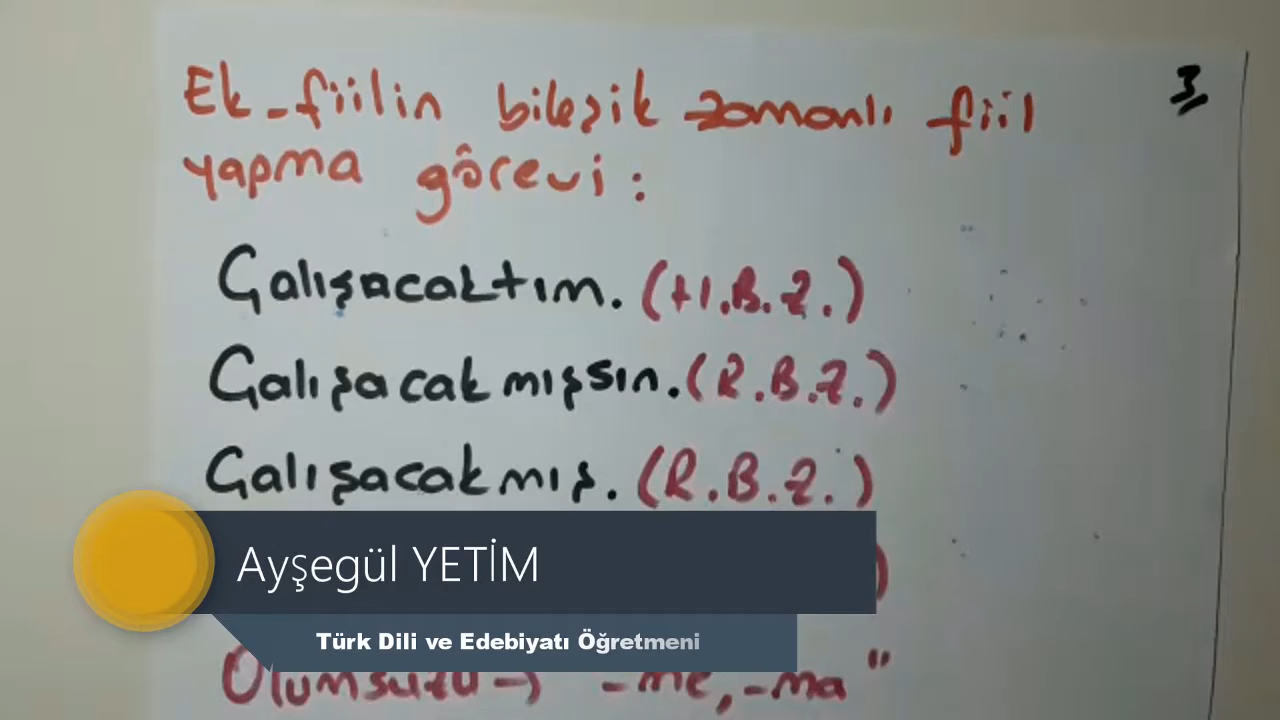 Ek-fiilin bileşik zamanlı fiil
3
yapma görevi:
Çalışacaktım. (H.B.Z.)
Çalışacakmışsın. (R.B.Z.)
Çalışacakmış. (R.B.Z.)
Ayşegül YETİM
Türk Dili ve Edebiyatı Öğretmeni
Olumsuzu → -me, -ma"